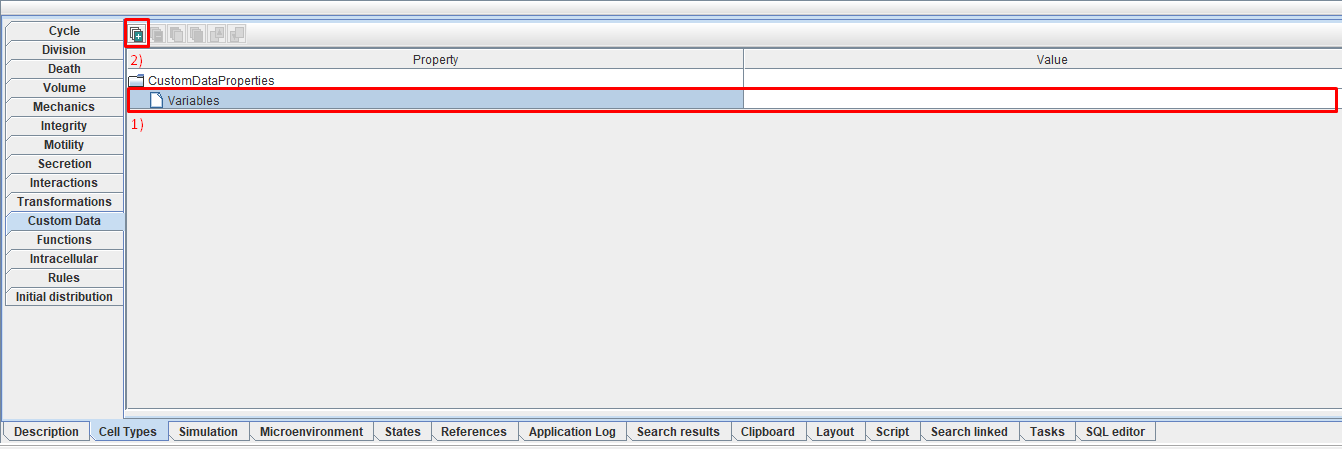 Cycle
Division
Death
Volume
Mechanics
Integrity
Motility
Secretion
Interactions
Transformations
Custom Data
Functions
Intracellular
Rules
Initial distribution
2) Property Value
CustomDataProperties
Variables
1)
Description Cell Types Simulation Microenvironment States References Application Log Search results Clipboard Layout Script Search linked Tasks SQL editor